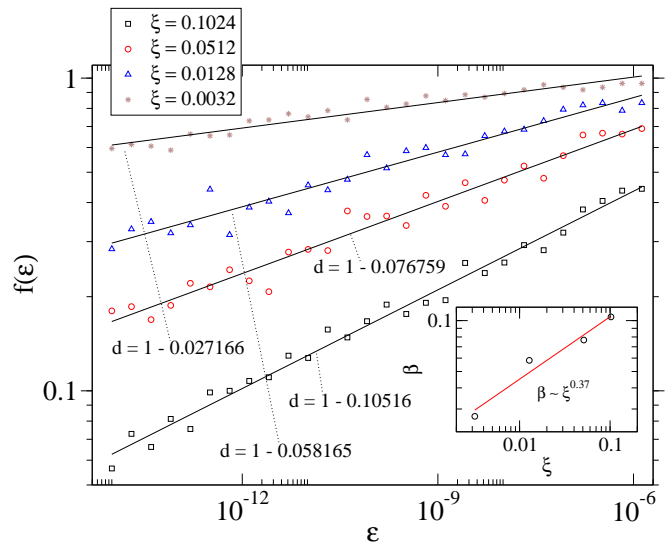 ξ = 0.1024
ξ = 0.0512
ξ = 0.0128
ξ = 0.0032
1
0.1
f(ε)
d = 1 - 0.076759
d = 1 - 0.027166
d = 1 - 0.10516
d = 1 - 0.058165
0.1
β
β ~ ξ^0.37
0.01 0.1
ξ
10^-12 10^-9 10^-6
ε